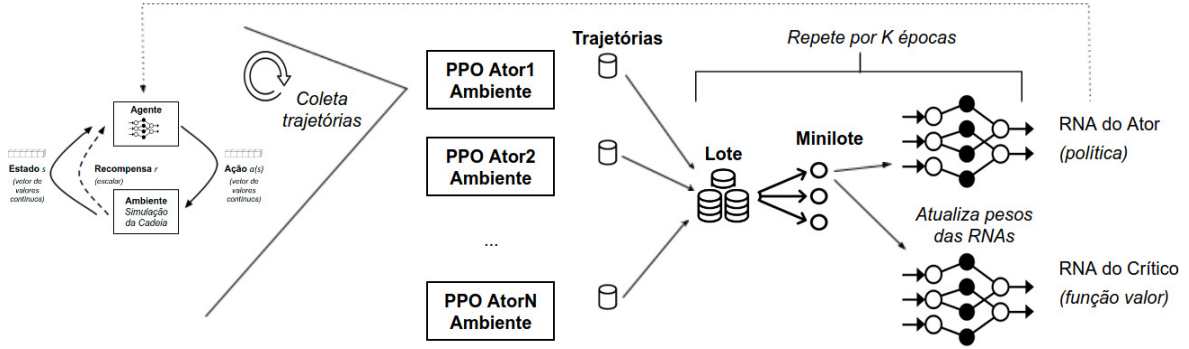 Agente
Estado s
(vetor de
valores
contínuos)
Recompensa r
(escalar)
Ação a(s)
(vetor de
valores
contínuos)
Ambiente
Simulação
da Cadeia
Coleta
trajetórias
PPO Ator1
Ambiente
PPO Ator2
Ambiente
...
PPO AtorN
Ambiente
Trajetórias
Lote
Minilote
Repete por K épocas
RNA do Ator
(política)
Atualiza pesos
das RNAs
RNA do Crítico
(função valor)